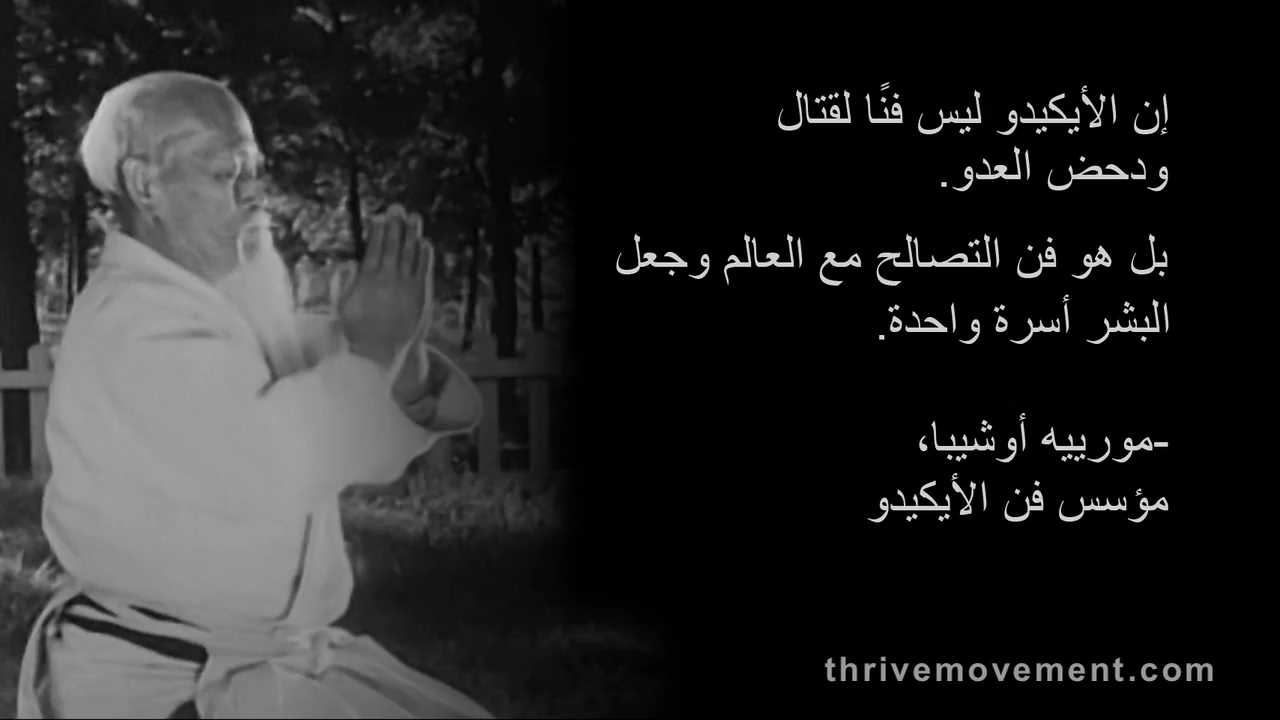 إن الأيكيدو ليس فنًا لقتال
ودحض العدو.
بل هو فن التصالح مع العالم وجعل
البشر أسرة واحدة.
-مورييه أوشيبا،
مؤسس فن الأيكيدو
thrivemovement.com